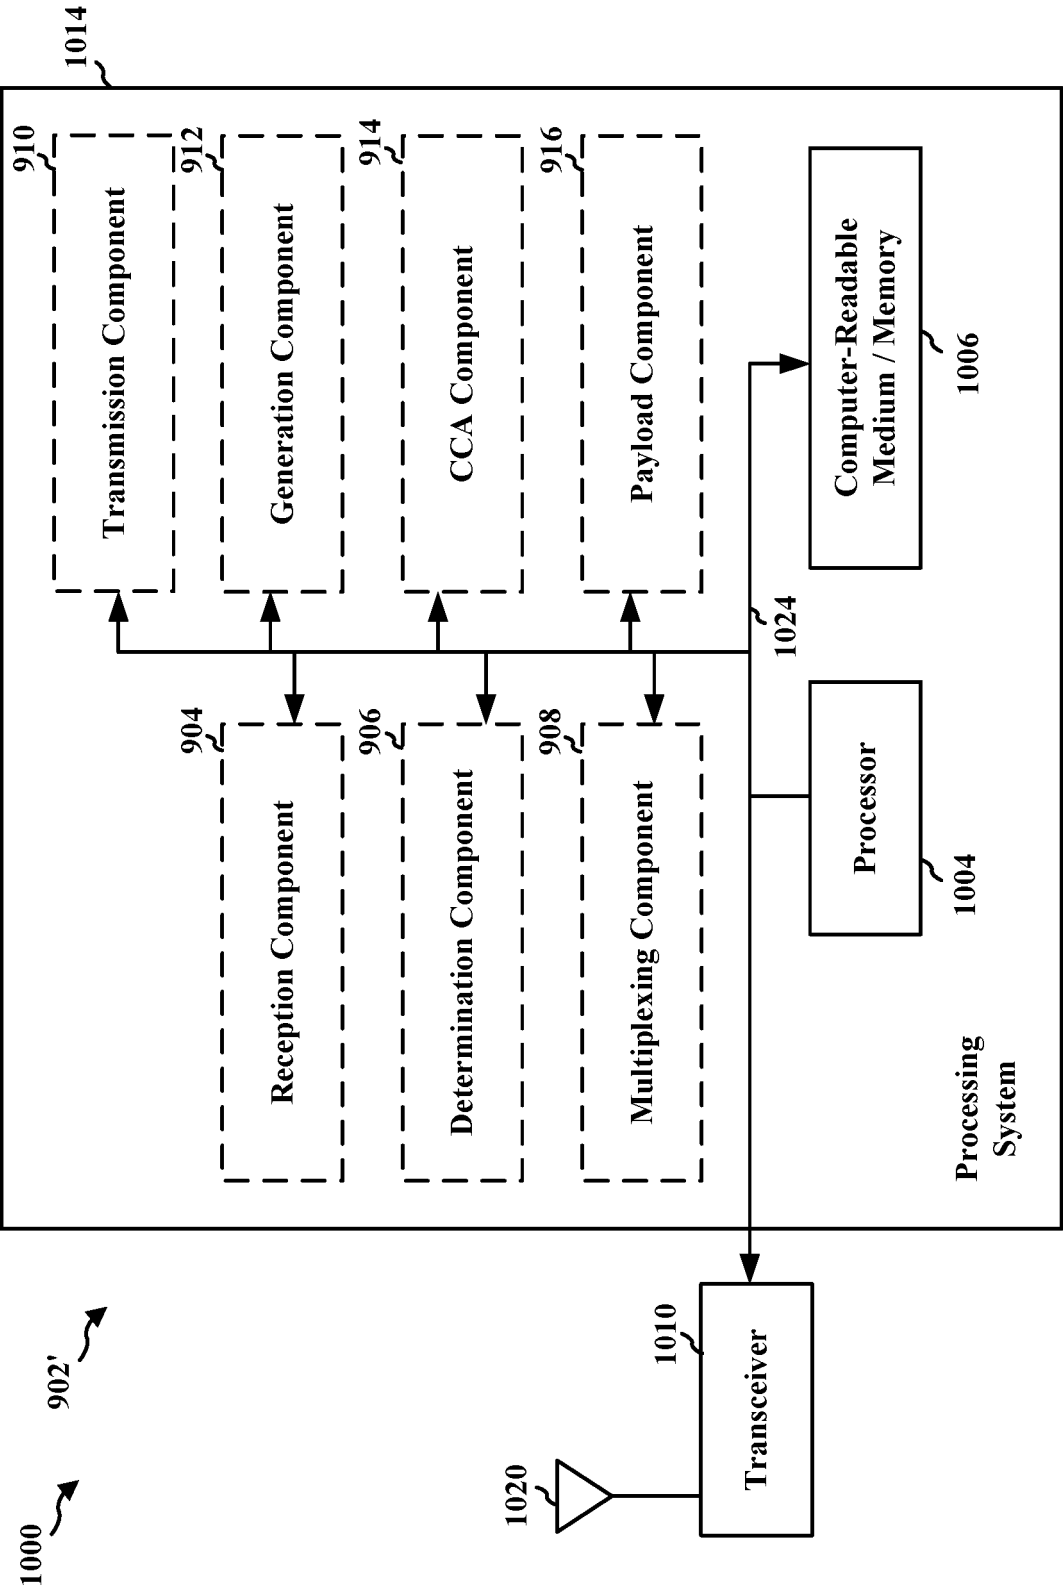 1000
902'
1014
904
Reception Component
906
Determination Component
908
Multiplexing Component
910
Transmission Component
912
Generation Component
914
CCA Component
916
Payload Component
1024
1020
1010
Transceiver
Processor
1004
Computer-Readable
Medium / Memory
1006
Processing
System